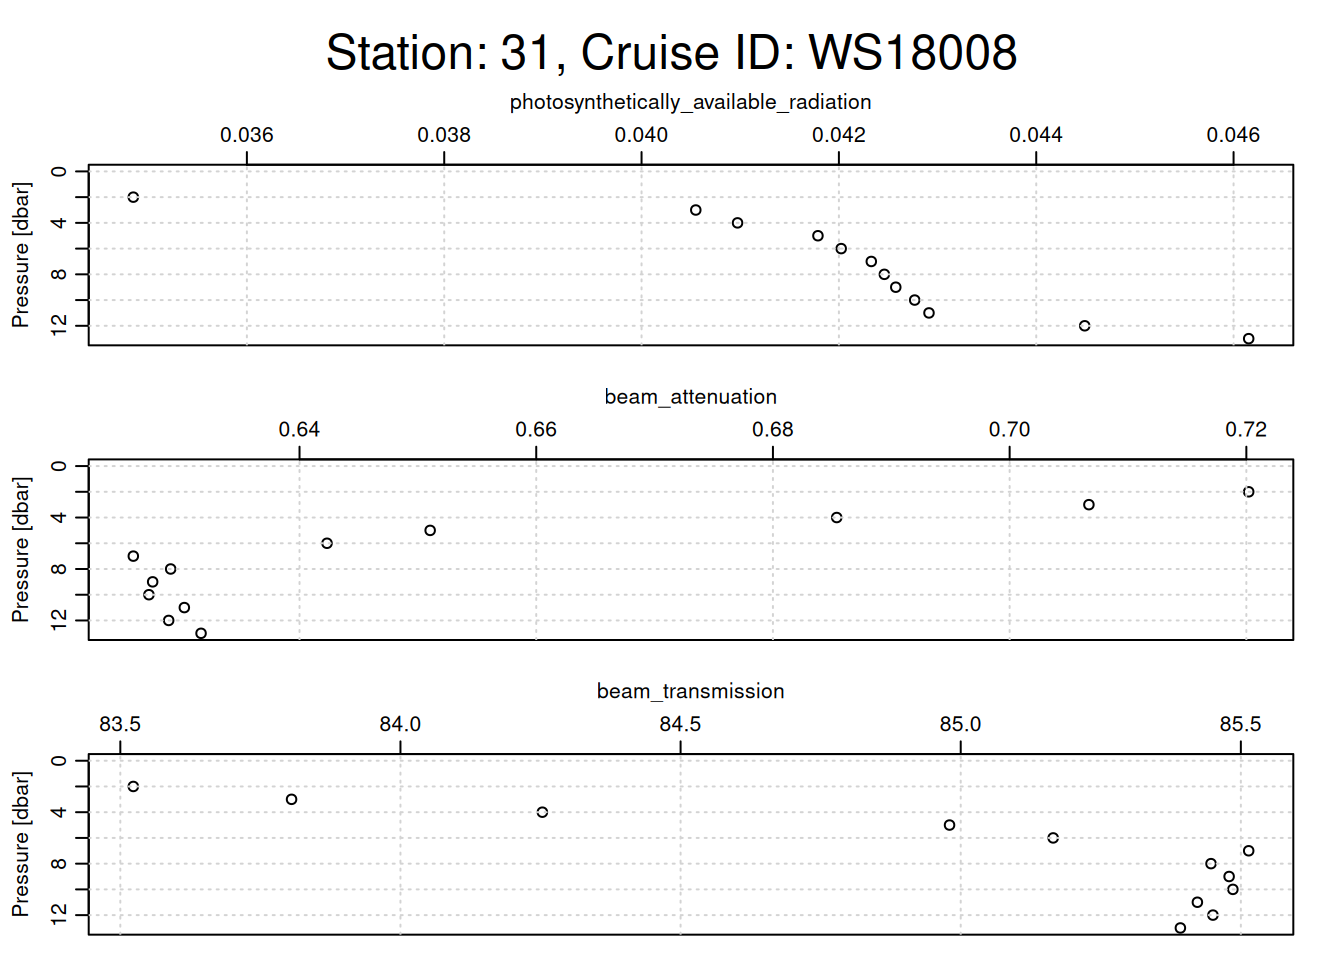 Station: 31, Cruise ID: WS18008
photosynthetically_available_radiation
0.036 0.038 0.040 0.042 0.044 0.046
Pressure [dbar]
0
4
8
12
beam_attenuation
0.64 0.66 0.68 0.70 0.72
Pressure [dbar]
0
4
8
12
beam_transmission
83.5 84.0 84.5 85.0 85.5
Pressure [dbar]
0
4
8
12